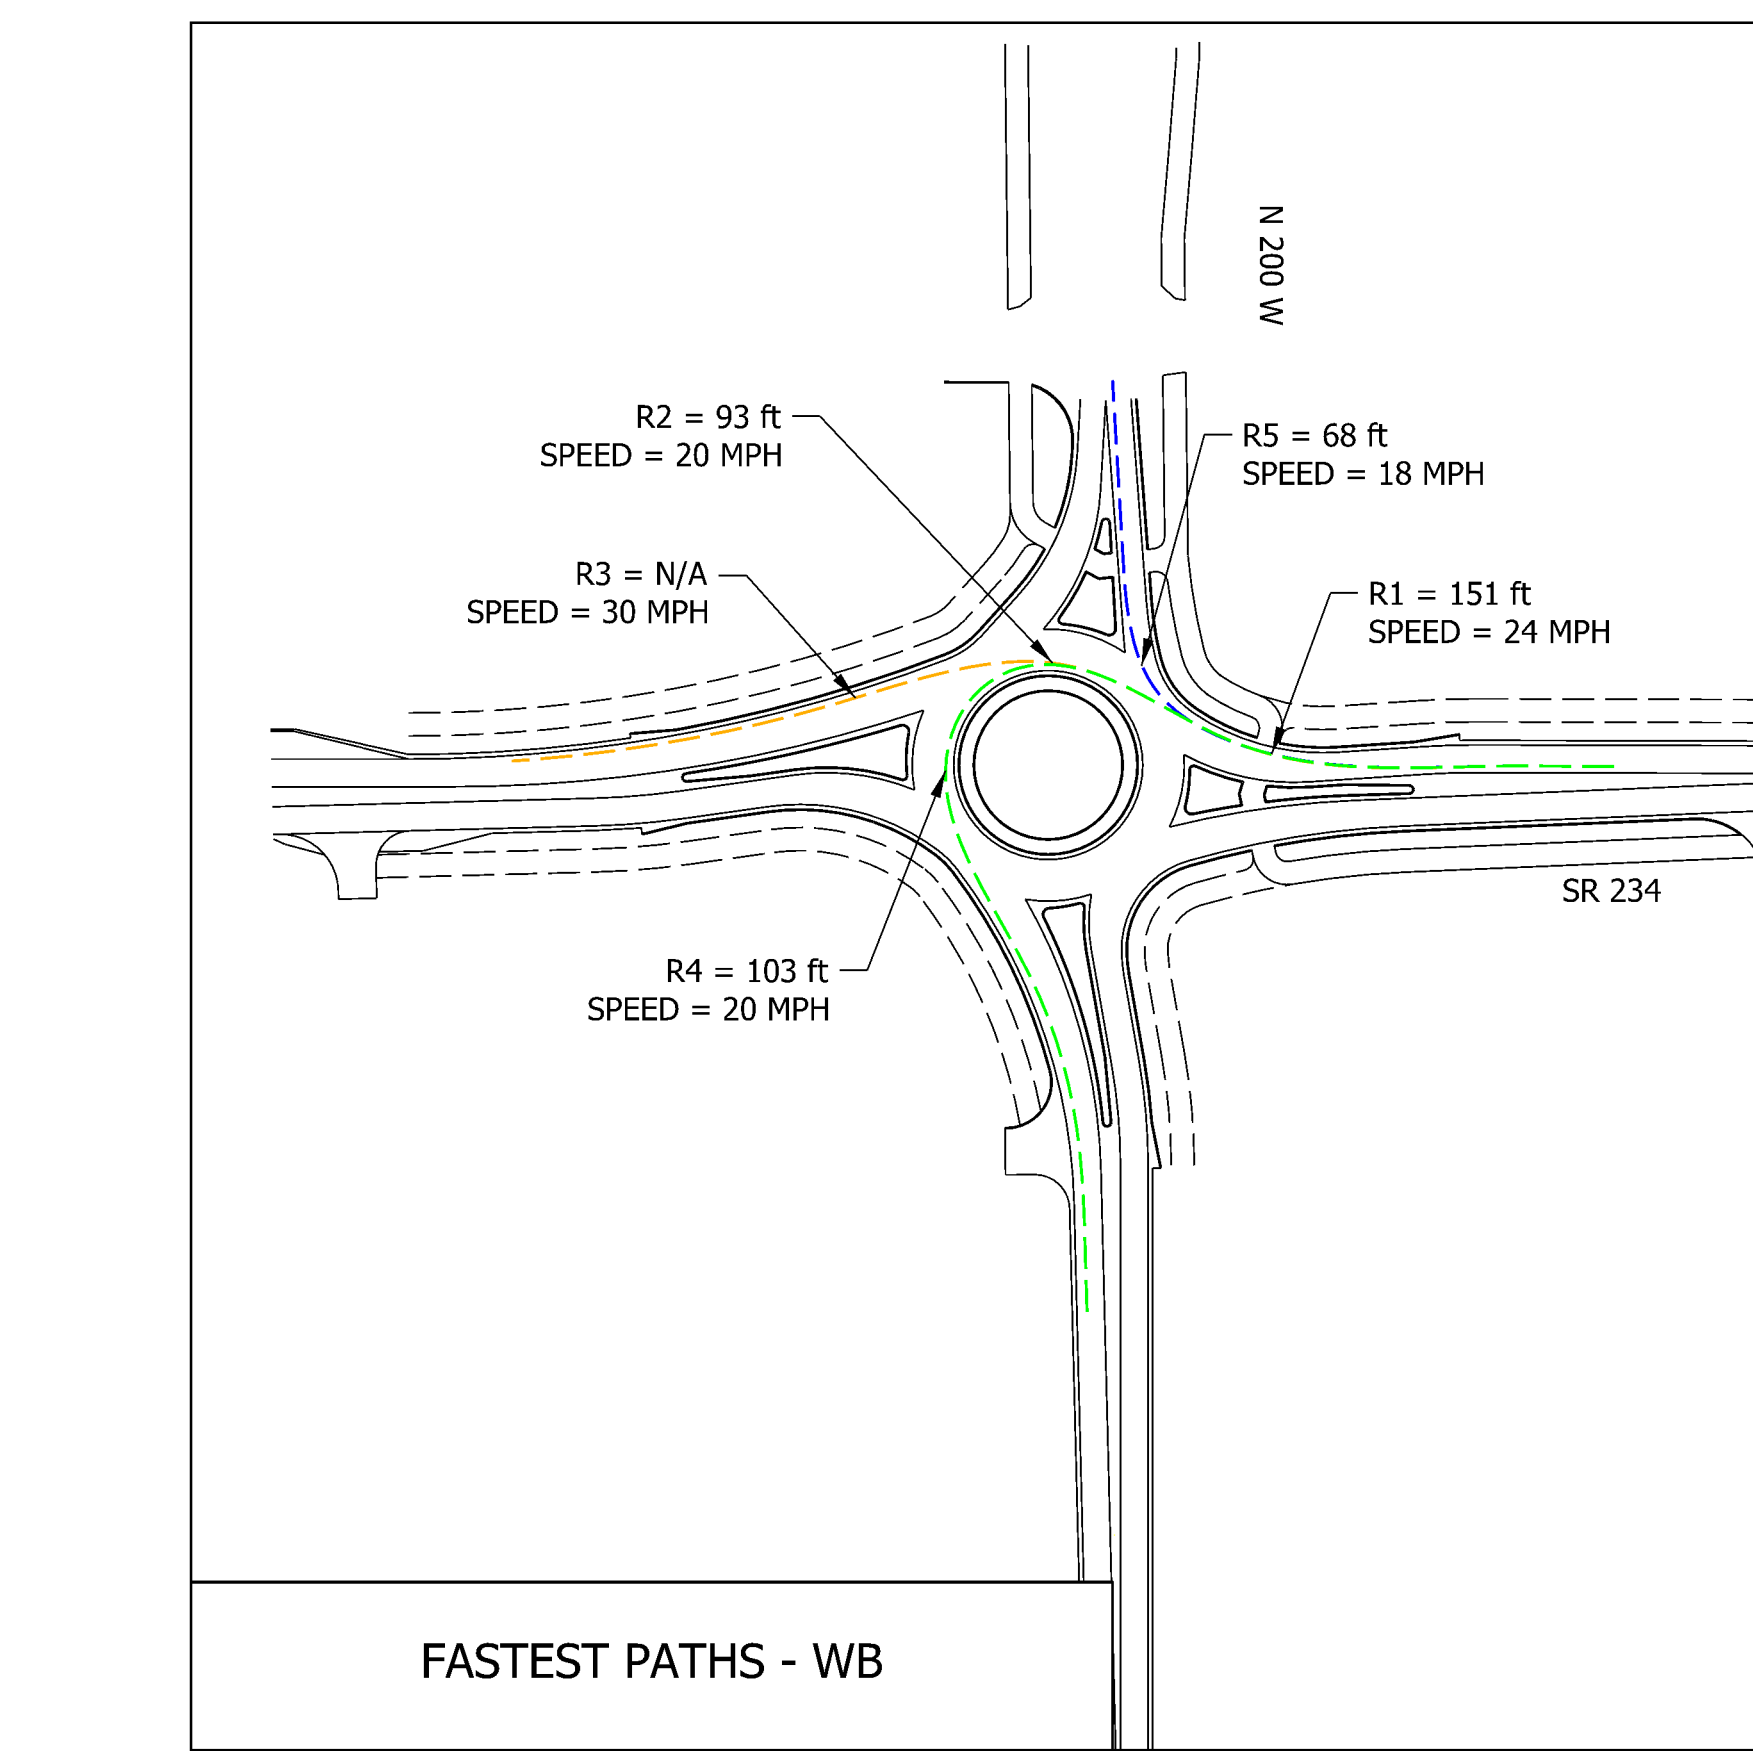 N 200 W
R2 = 93 ft
SPEED = 20 MPH
R5 = 68 ft
SPEED = 18 MPH
R3 = N/A
SPEED = 30 MPH
R1 = 151 ft
SPEED = 24 MPH
SR 234
R4 = 103 ft
SPEED = 20 MPH
FASTEST PATHS - WB